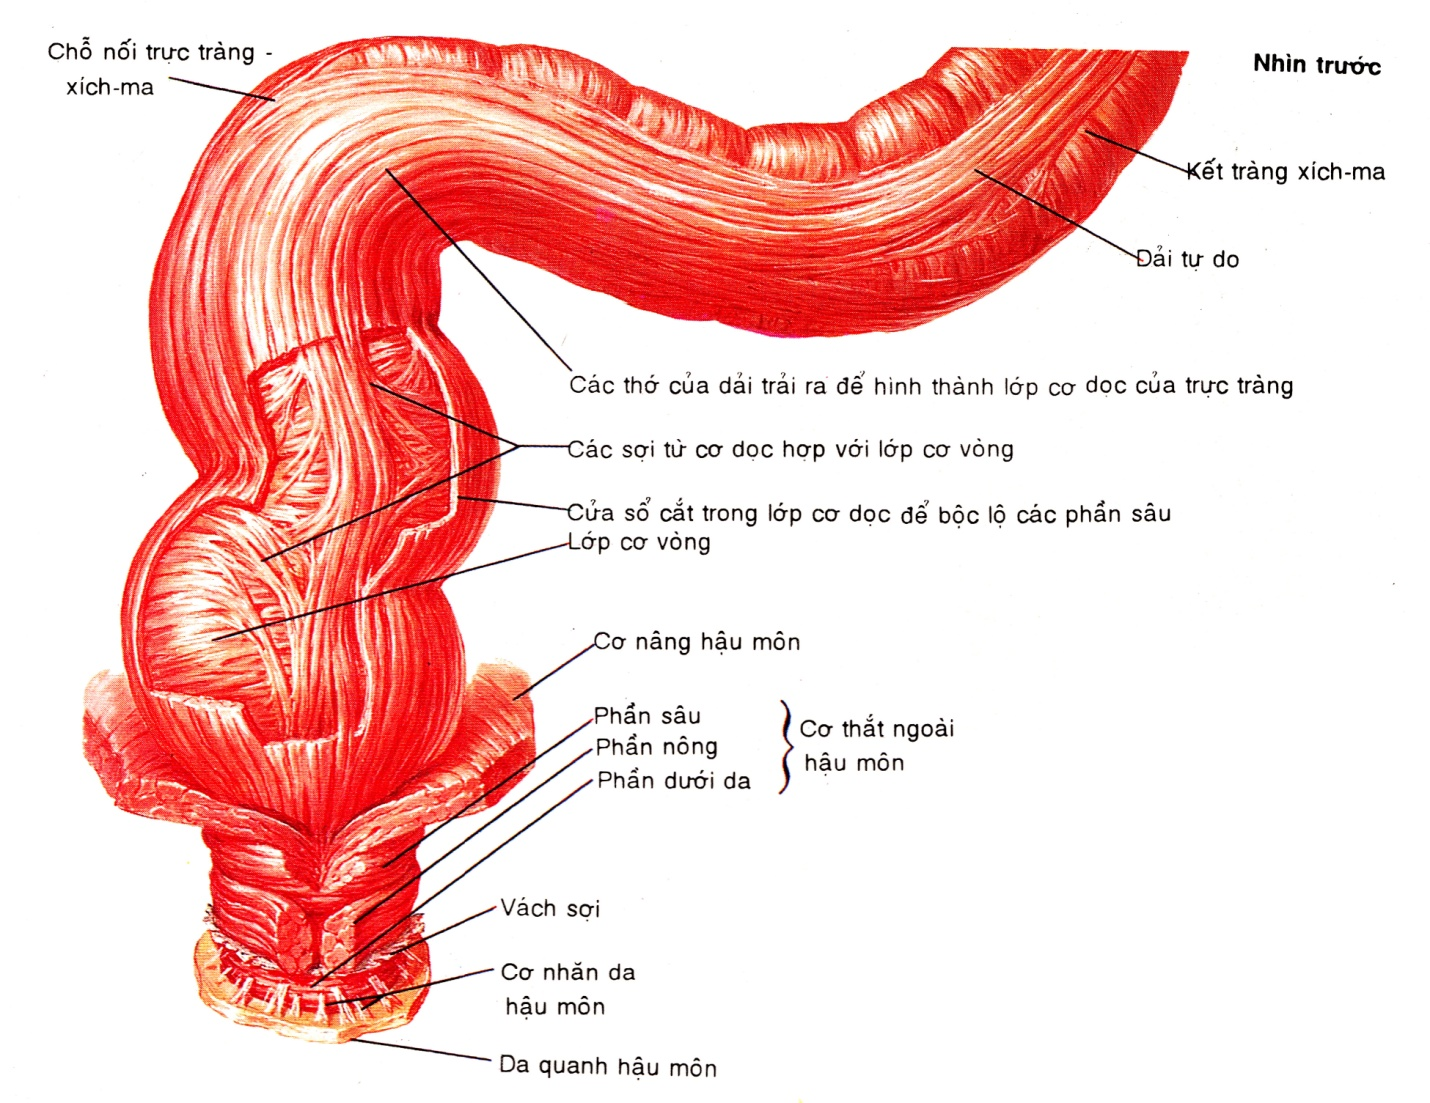 Chỗ nối trực tràng -
xích-ma
Nhìn trước
Kết tràng xích-ma
Dải tự do
Các thớ của dải trải ra để hình thành lớp cơ dọc của trực tràng
Các sợi từ cơ dọc hợp với lớp cơ vòng
Cửa sổ cắt trong lớp cơ dọc để bộc lộ các phần sâu
Lớp cơ vòng
Cơ nâng hậu môn
Phần sâu
Phần nông
Phần dưới da
Cơ thắt ngoài
hậu môn
Vách sợi
Cơ nhăn da
hậu môn
Da quanh hậu môn